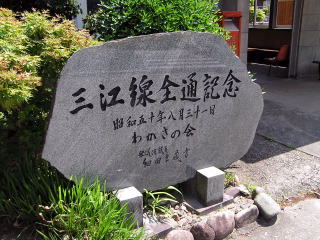 三江線全通記念
昭和五十年八月三十一日
わかきの会